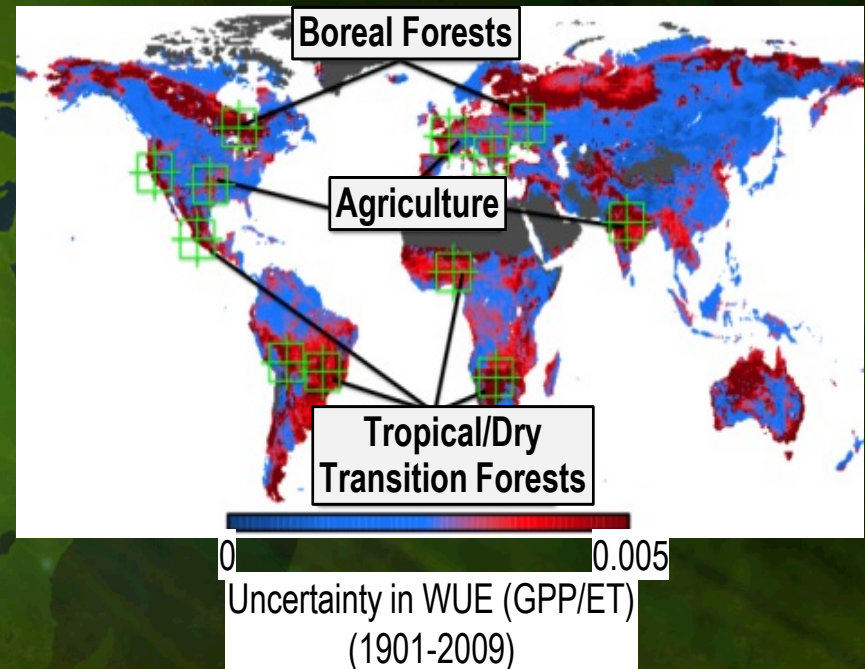 Boreal Forests
Agriculture
Tropical/Dry
Transition Forests
0
0.005
Uncertainty in WUE (GPP/ET)
(1901-2009)